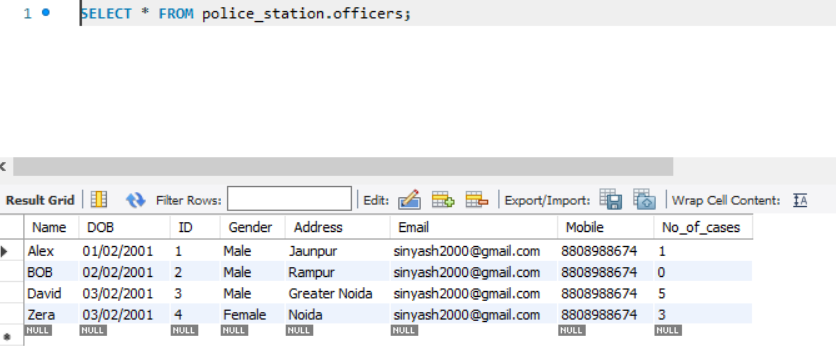 1 SELECT * FROM police_station.officers;
Result Grid Filter Rows: Edit: Export/Import: Wrap Cell Content: IA
Name DOB ID Gender Address Email Mobile No_of_cases
Alex 01/02/2001 1 Male Jaunpur sinyash2000@gmail.com 8808988674 1
BOB 02/02/2001 2 Male Rampur sinyash2000@gmail.com 8808988674 0
David 03/02/2001 3 Male Greater Noida sinyash2000@gmail.com 8808988674 5
Zera 03/02/2001 4 Female Noida sinyash2000@gmail.com 8808988674 3
NULL NULL NULL NULL NULL NULL NULL NULL